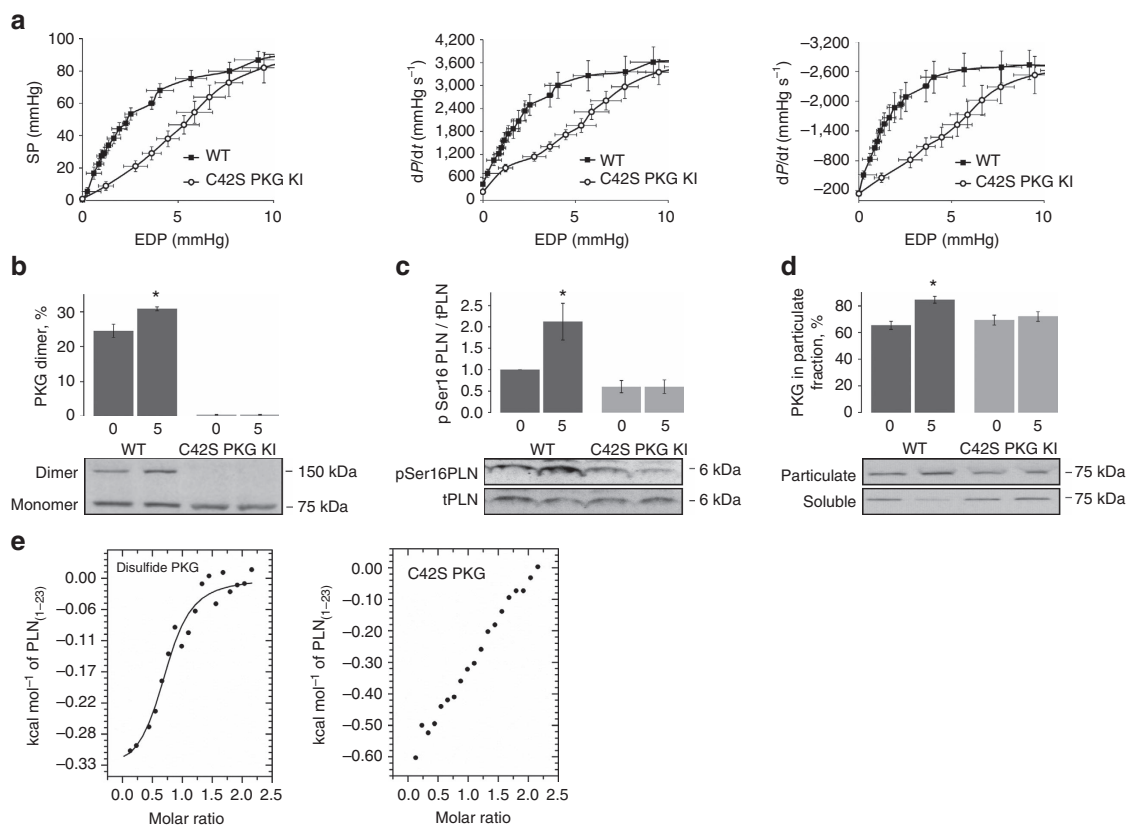 a
SP (mmHg)
100
80
60
40
20
0
0
5
10
EDP (mmHg)
WT
C42S PKG KI
dP/dt (mmHg s⁻¹)
4,200
3,600
3,000
2,400
1,800
1,200
600
0
0
5
10
EDP (mmHg)
WT
C42S PKG KI
dP/dt (mmHg s⁻¹)
–3,200
–2,600
–2,000
–1,400
–800
–200
0
5
10
EDP (mmHg)
WT
C42S PKG KI
b
PKG dimer, %
30
20
10
0
*
0 5 0 5
WT C42S PKG KI
Dimer
150 kDa
Monomer
75 kDa
c
p Ser16 PLN / tPLN
2.5
2.0
1.5
1.0
0.5
0.0
*
0 5 0 5
WT C42S PKG KI
pSer16PLN
6 kDa
tPLN
6 kDa
d
PKG in particulate
fraction, %
80
60
40
20
0
*
0 5 0 5
WT C42S PKG KI
Particulate
75 kDa
Soluble
75 kDa
e
Disulfide PKG
kcal mol⁻¹ of PLN₍₁₋₂₃₎
0.00
–0.06
–0.11
–0.17
–0.22
–0.28
–0.33
0.0 0.5 1.0 1.5 2.0 2.5
Molar ratio
C42S PKG
kcal mol⁻¹ of PLN₍₁₋₂₃₎
0.00
–0.10
–0.20
–0.30
–0.40
–0.50
–0.60
0.0 0.5 1.0 1.5 2.0 2.5
Molar ratio